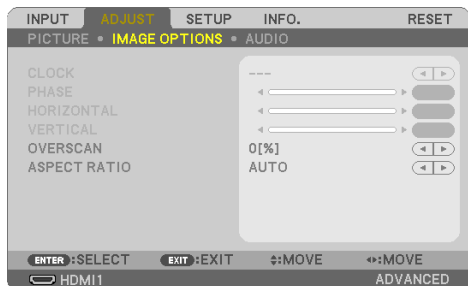 INPUT ADJUST SETUP INFO. RESET
PICTURE • IMAGE OPTIONS • AUDIO
CLOCK ---
PHASE
HORIZONTAL
VERTICAL
OVERSCAN 0[%]
ASPECT RATIO AUTO
ENTER :SELECT EXIT :EXIT :MOVE :MOVE
HDMI1 ADVANCED